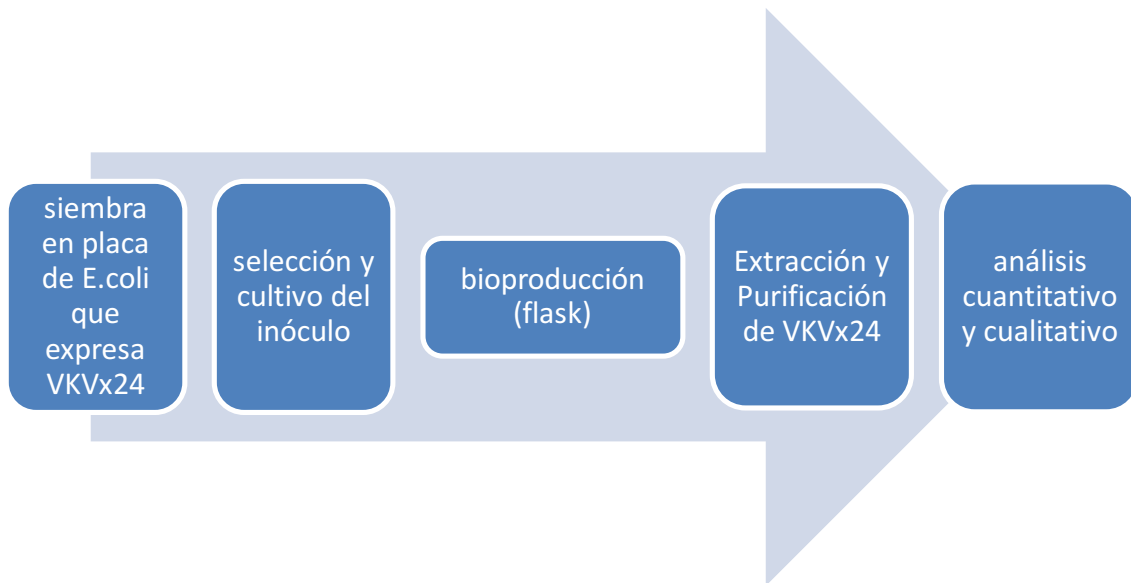 siembra
en placa
de E.coli
que
expresa
VKVx24
selección y
cultivo del
inóculo
bioproducción
(flask)
Extracción y
Purificación
de VKVx24
análisis
cuantitativo
y cualitativo